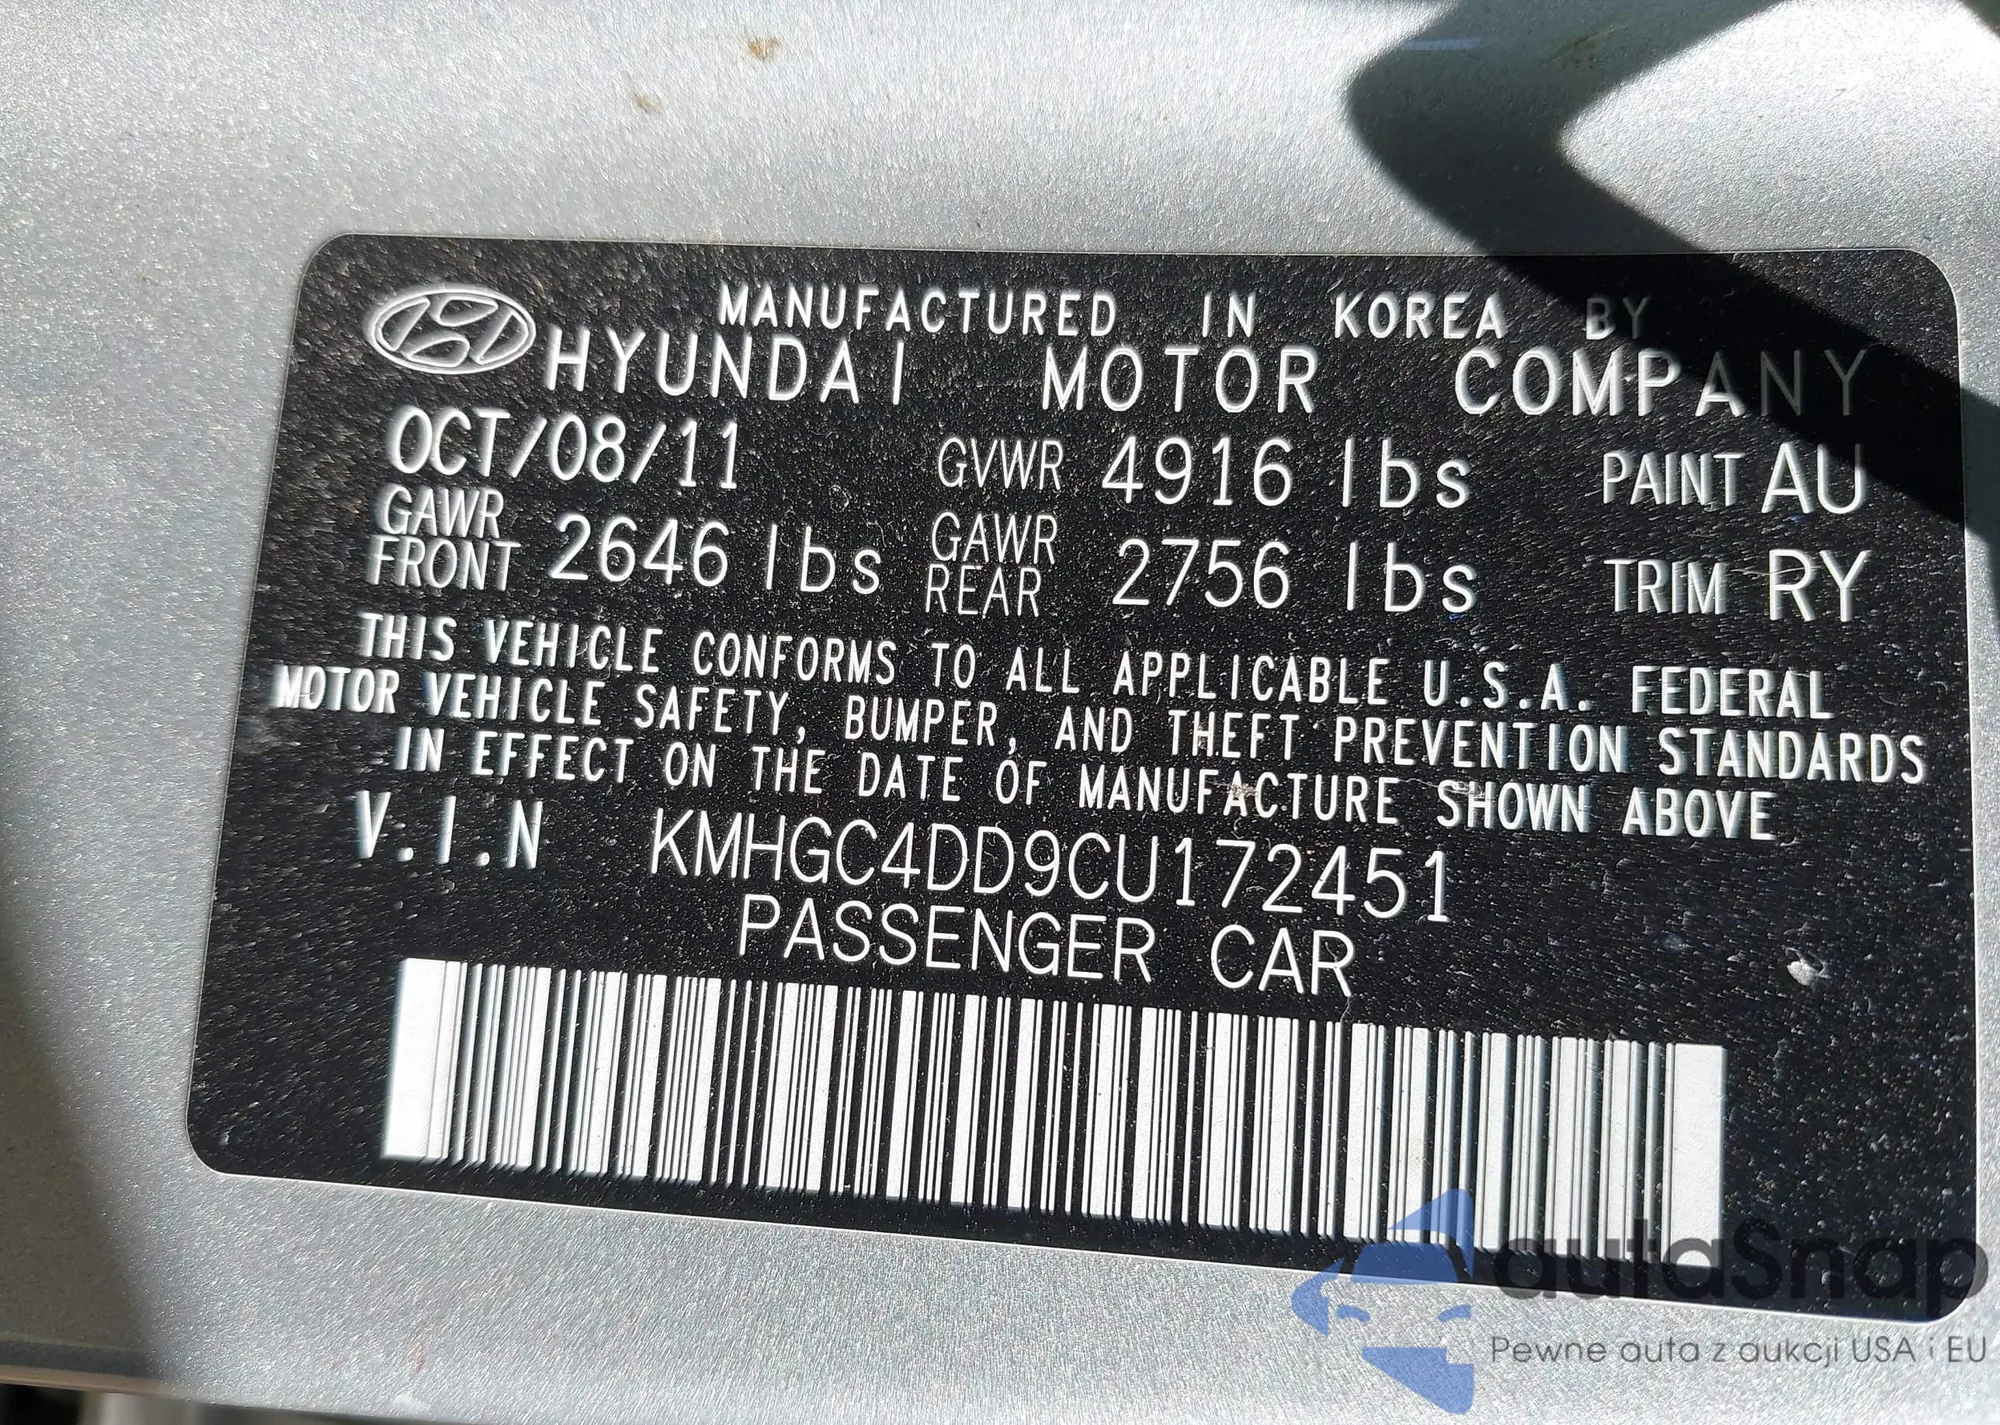 MANUFACTURED IN KOREA BY
HYUNDAI MOTOR COMPANY
OCT/08/11 GVWR 4916 lbs PAINT AU
GAWR FRONT 2646 lbs GAWR REAR 2756 lbs TRIM RY
THIS VEHICLE CONFORMS TO ALL APPLICABLE U.S.A. FEDERAL
MOTOR VEHICLE SAFETY, BUMPER, AND THEFT PREVENTION STANDARDS
IN EFFECT ON THE DATE OF MANUFACTURE SHOWN ABOVE
V.I.N KMHGC4DD9CU172451
PASSENGER CAR
autaSnap
Pewne auta z aukcji USA i EU